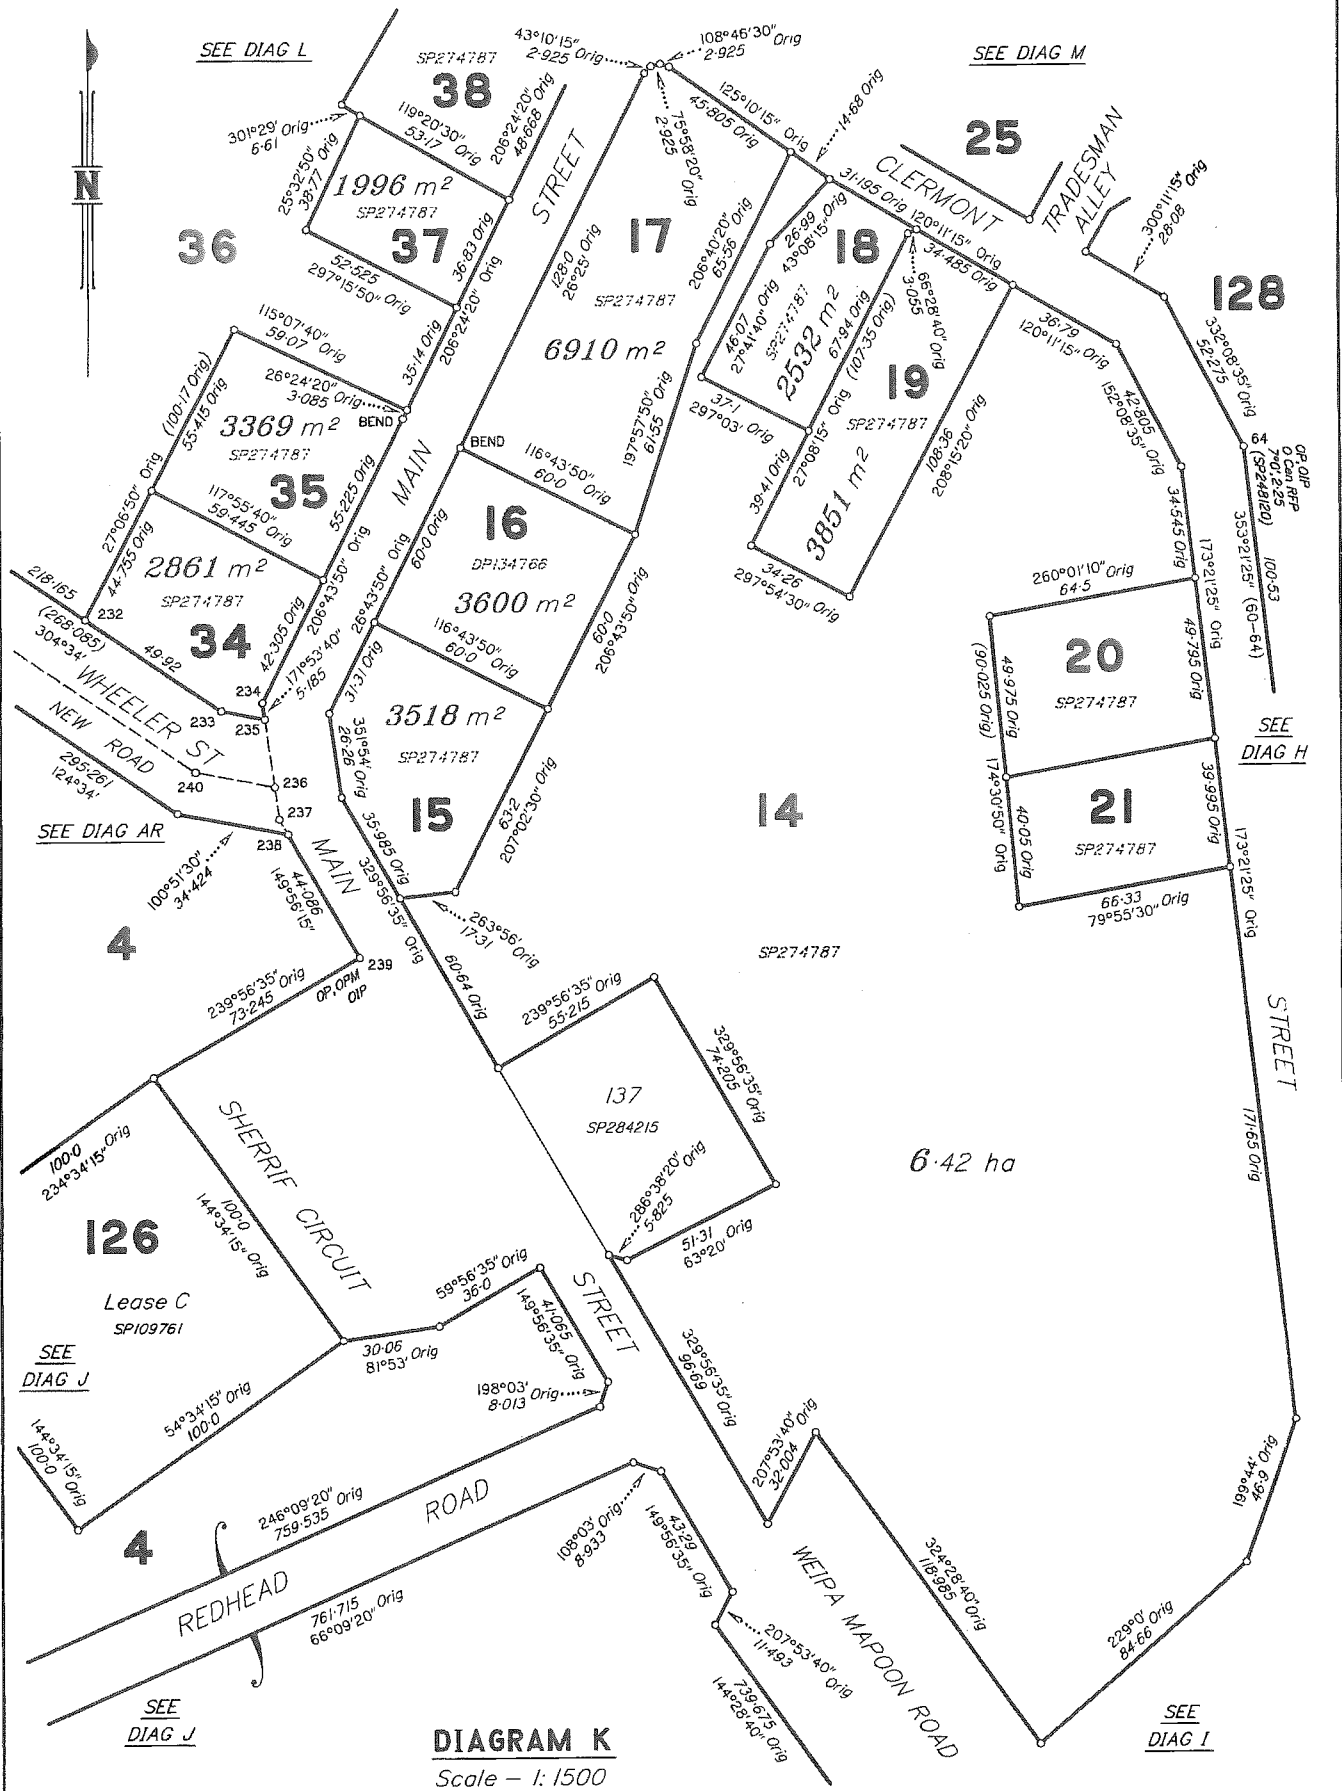 SEE DIAG L
SP274787
38
43°10'15" Orig
2·925
108°46'30" Orig
2·925
SEE DIAG M
N
301°29' Orig
6·61
119°20'30" Orig
53·17
206°24'20" Orig
48·668
STREET
75°58'20" Orig
2·925
125°10'15" Orig
45·805
14·68 Orig
25
TRADESMAN
ALLEY
CLERMONT
300°11'15" Orig
28·08
25°32'50" Orig
38·77
1996 m²
SP274787
37
36
52·525
297°15'50" Orig
36·83 Orig
206°24'20" Orig
128·0
26°25' Orig
17
SP274787
6910 m²
206°40'20" Orig
65·56
31·195 Orig
120°11'15" Orig
34·485 Orig
26·99
43°08'15" Orig
18
66°28'40" Orig
3·055
46·07
27°41'40" Orig
SP274787
2532 m²
67·94 Orig
(107·35 Orig)
27°08'15" Orig
19
SP274787
36·79
120°11'15" Orig
128
332°08'35" Orig
52·275
115°07'40" Orig
59·07
35·14 Orig
26°24'20" Orig
3·085
BEND
(100·17 Orig)
55·415 Orig
27°06'50" Orig
3369 m²
SP274787
35
55·225 Orig
MAIN
BEND
116°43'50" Orig
60·0
197°57'50" Orig
61·55
37·1
297°03' Orig
39·41 Orig
108·36
208°15'20" Orig
3851 m²
34·26
297°54'30" Orig
42·805
152°08'35" Orig
64
OP, OIP
O Cen RFP
7°01', 2·25
(SP248120)
353°21'25" (60–64)
100·53
34·545 Orig
173°21'25" Orig
117°55'40" Orig
59·445
44·755 Orig
2861 m²
SP274787
34
206°43'50" Orig
42·305 Orig
16
DP134766
3600 m²
60·0 Orig
26°43'50" Orig
116°43'50" Orig
60·0
60·0
206°43'50" Orig
218·165
(268·085)
304°34'
232
49·92
WHEELER ST
NEW ROAD
295·261
124°34'
240
233
234
235
171°53'40" Orig
5·185
236
237
238
31·31 Orig
351°54' Orig
26·26
3518 m²
SP274787
15
63·2
207°02'30" Orig
260°01'10" Orig
64·5
49·975 Orig
(90·025 Orig)
20
SP274787
49·795 Orig
SEE
DIAG H
14
174°30'50" Orig
40·05 Orig
21
SP274787
39·995 Orig
173°21'25" Orig
66·33
79°55'30" Orig
SEE DIAG AR
100°51'30"
34·424
MAIN
44·086
149°56'15"
35·985 Orig
329°56'35" Orig
263°56' Orig
17·31
4
239
OP, OPM
OIP
239°56'35" Orig
73·245
60·64 Orig
239°56'35" Orig
55·215
SP274787
329°56'35" Orig
74·205
STREET
171·65 Orig
137
SP284215
100·0
234°34'15" Orig
SHERRIF CIRCUIT
100·0
144°34'15" Orig
286°38'20" Orig
5·825
6·42 ha
51·31
63°20' Orig
126
Lease C
SP109761
SEE
DIAG J
59°56'35" Orig
36·0
30·06
81°53' Orig
41·065
149°56'35" Orig
STREET
198°03'
8·013 Orig
329°56'35" Orig
96·69
54°34'15" Orig
100·0
144°34'15" Orig
100·0
207°53'40" Orig
32·004
199°44' Orig
46·9
4
246°09'20" Orig
759·535
REDHEAD ROAD
108°03' Orig
8·933
43·29
149°56'35" Orig
WEIPA MAPOON ROAD
324°28'40" Orig
118·985
761·715
66°09'20" Orig
207°53'40" Orig
11·493
229°0' Orig
84·66
739·675
144°28'40" Orig
SEE
DIAG J
SEE
DIAG I
DIAGRAM K
Scale – 1: 1500